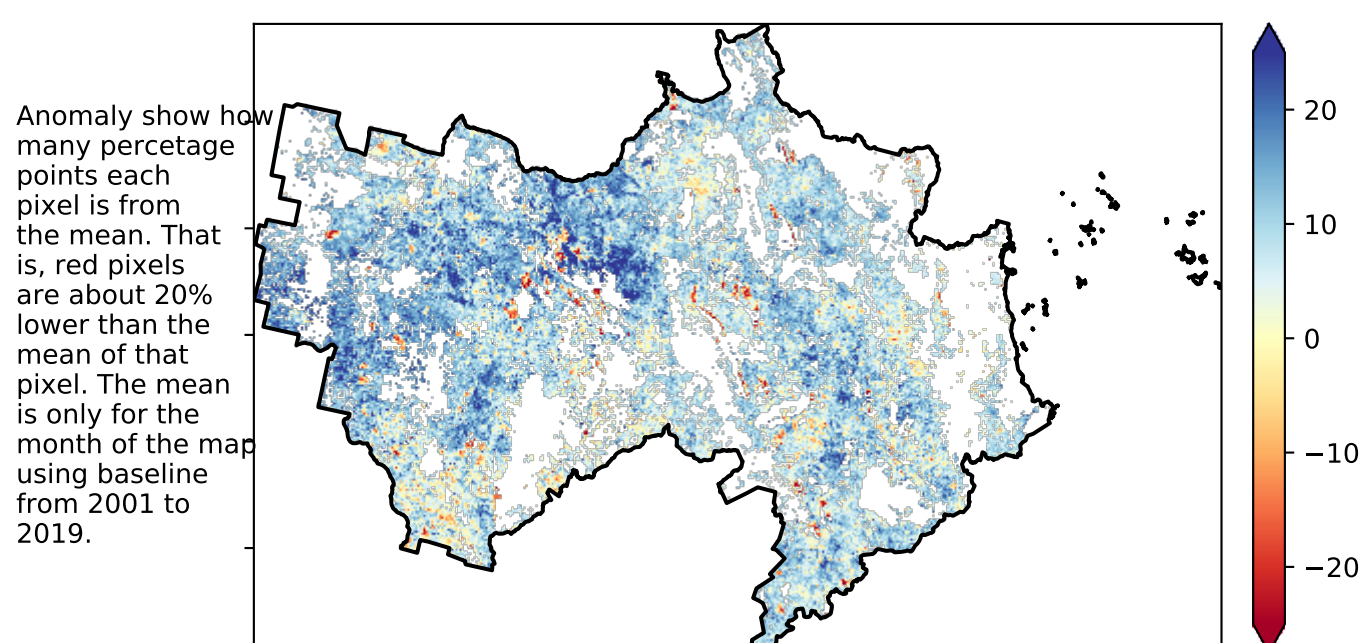 Anomaly show how
many percetage
points each
pixel is from
the mean. That
is, red pixels
are about 20%
lower than the
mean of that
pixel. The mean
is only for the
month of the map
using baseline
from 2001 to
2019.
20
10
0
−10
−20